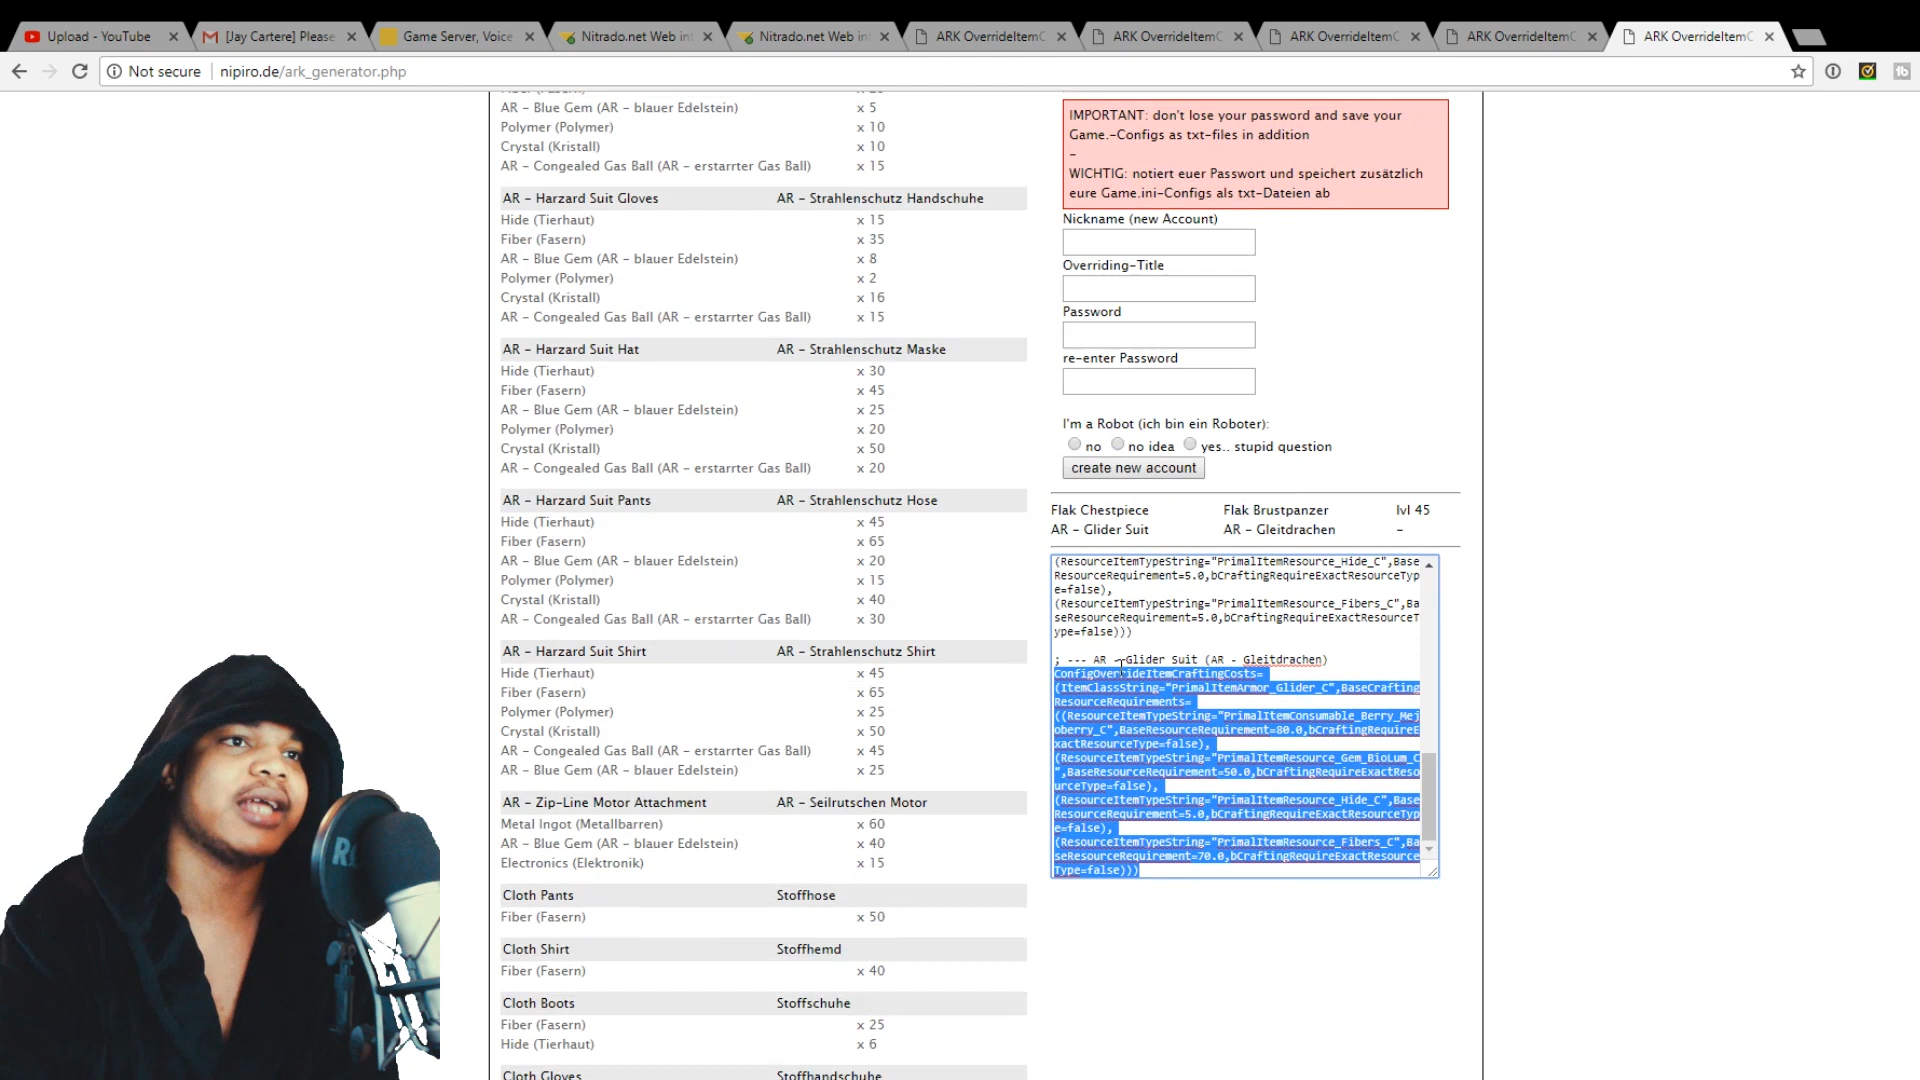 Upload - YouTube
[Jay Cartere] Please
Game Server, Voice
Nitrado.net Web int
Nitrado.net Web int
ARK OverrideItemC
ARK OverrideItemC
ARK OverrideItemC
ARK OverrideItemC
ARK OverrideItemC
Not secure | nipiro.de/ark_generator.php
AR – Blue Gem (AR – blauer Edelstein) x 5
Polymer (Polymer) x 10
Crystal (Kristall) x 10
AR – Congealed Gas Ball (AR – erstarrter Gas Ball) x 15
AR – Harzard Suit Gloves AR – Strahlenschutz Handschuhe
Hide (Tierhaut) x 15
Fiber (Fasern) x 35
AR – Blue Gem (AR – blauer Edelstein) x 8
Polymer (Polymer) x 2
Crystal (Kristall) x 16
AR – Congealed Gas Ball (AR – erstarrter Gas Ball) x 15
AR – Harzard Suit Hat AR – Strahlenschutz Maske
Hide (Tierhaut) x 30
Fiber (Fasern) x 45
AR – Blue Gem (AR – blauer Edelstein) x 25
Polymer (Polymer) x 20
Crystal (Kristall) x 50
AR – Congealed Gas Ball (AR – erstarrter Gas Ball) x 20
AR – Harzard Suit Pants AR – Strahlenschutz Hose
Hide (Tierhaut) x 45
Fiber (Fasern) x 65
AR – Blue Gem (AR – blauer Edelstein) x 20
Polymer (Polymer) x 15
Crystal (Kristall) x 40
AR – Congealed Gas Ball (AR – erstarrter Gas Ball) x 30
AR – Harzard Suit Shirt AR – Strahlenschutz Shirt
Hide (Tierhaut) x 45
Fiber (Fasern) x 65
Polymer (Polymer) x 25
Crystal (Kristall) x 50
AR – Congealed Gas Ball (AR – erstarrter Gas Ball) x 45
AR – Blue Gem (AR – blauer Edelstein) x 25
AR – Zip-Line Motor Attachment AR – Seilrutschen Motor
Metal Ingot (Metallbarren) x 60
AR – Blue Gem (AR – blauer Edelstein) x 40
Electronics (Elektronik) x 15
Cloth Pants Stoffhose
Fiber (Fasern) x 50
Cloth Shirt Stoffhemd
Fiber (Fasern) x 40
Cloth Boots Stoffschuhe
Fiber (Fasern) x 25
Hide (Tierhaut) x 6
Cloth Gloves Stoffhandschuhe
IMPORTANT: don't lose your password and save your
Game.-Configs as txt-files in addition
–
WICHTIG: notiert euer Passwort und speichert zusätzlich
eure Game.ini-Configs als txt-Dateien ab
Nickname (new Account)
Overriding-Title
Password
re-enter Password
I'm a Robot (ich bin ein Roboter):
no no idea yes.. stupid question
create new account
Flak Chestpiece Flak Brustpanzer lvl 45
AR – Glider Suit AR – Gleitdrachen –
(ResourceItemTypeString="PrimalItemResource_Hide_C",Base
ResourceRequirement=5.0,bCraftingRequireExactResourceTyp
e=false),
(ResourceItemTypeString="PrimalItemResource_Fibers_C",Ba
seResourceRequirement=5.0,bCraftingRequireExactResourceT
ype=false)))
; --- AR - Glider Suit (AR - Gleitdrachen)
ConfigOverrideItemCraftingCosts=
(ItemClassString="PrimalItemArmor_Glider_C",BaseCrafting
ResourceRequirements=
((ResourceItemTypeString="PrimalItemConsumable_Berry_Mej
oberry_C",BaseResourceRequirement=80.0,bCraftingRequireE
xactResourceType=false),
(ResourceItemTypeString="PrimalItemResource_Gem_BioLum_C
",BaseResourceRequirement=50.0,bCraftingRequireExactReso
urceType=false),
(ResourceItemTypeString="PrimalItemResource_Hide_C",Base
ResourceRequirement=5.0,bCraftingRequireExactResourceTyp
e=false),
(ResourceItemTypeString="PrimalItemResource_Fibers_C",Ba
seResourceRequirement=70.0,bCraftingRequireExactResource
Type=false)))